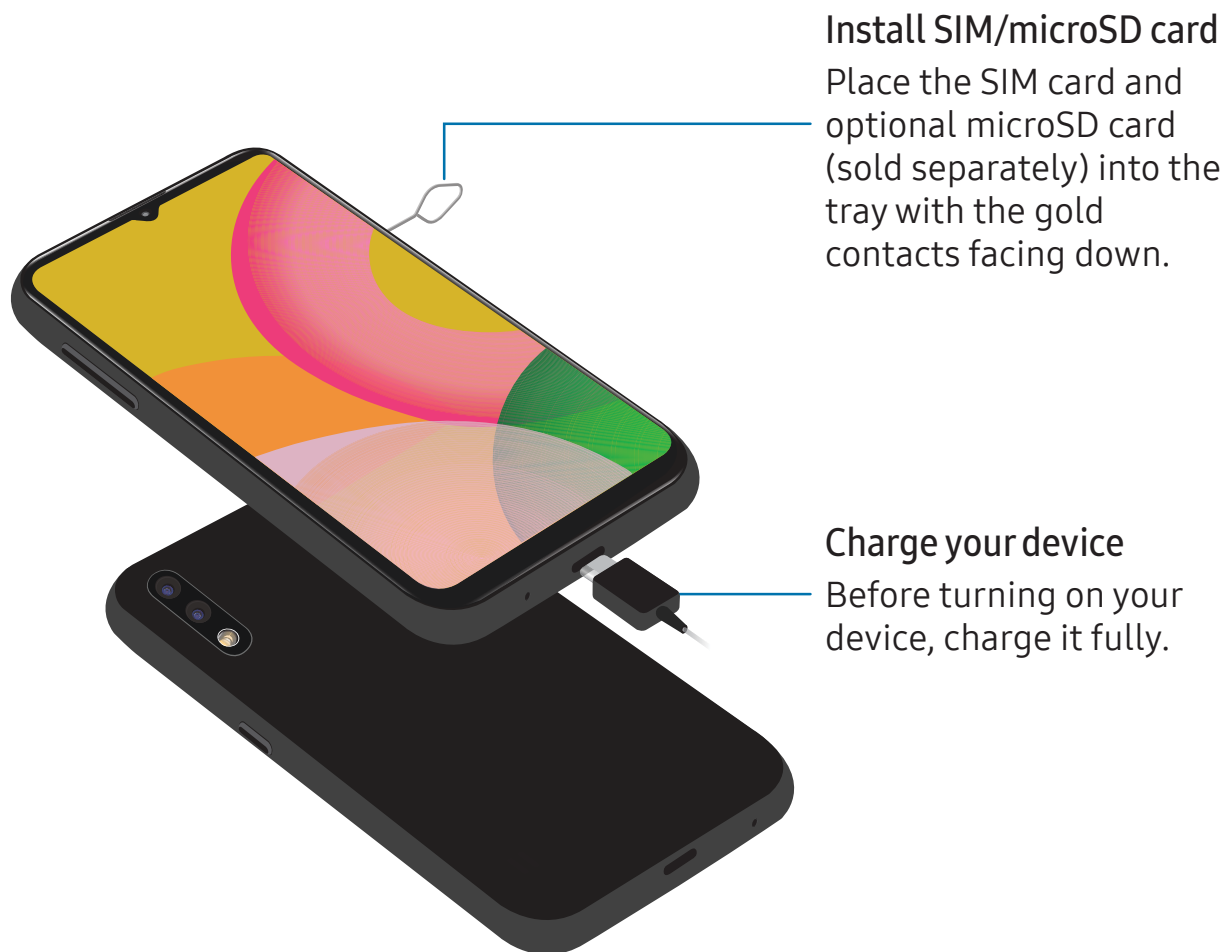 Install SIM/microSD card
Place the SIM card and
optional microSD card
(sold separately) into the
tray with the gold
contacts facing down.
Charge your device
Before turning on your
device, charge it fully.